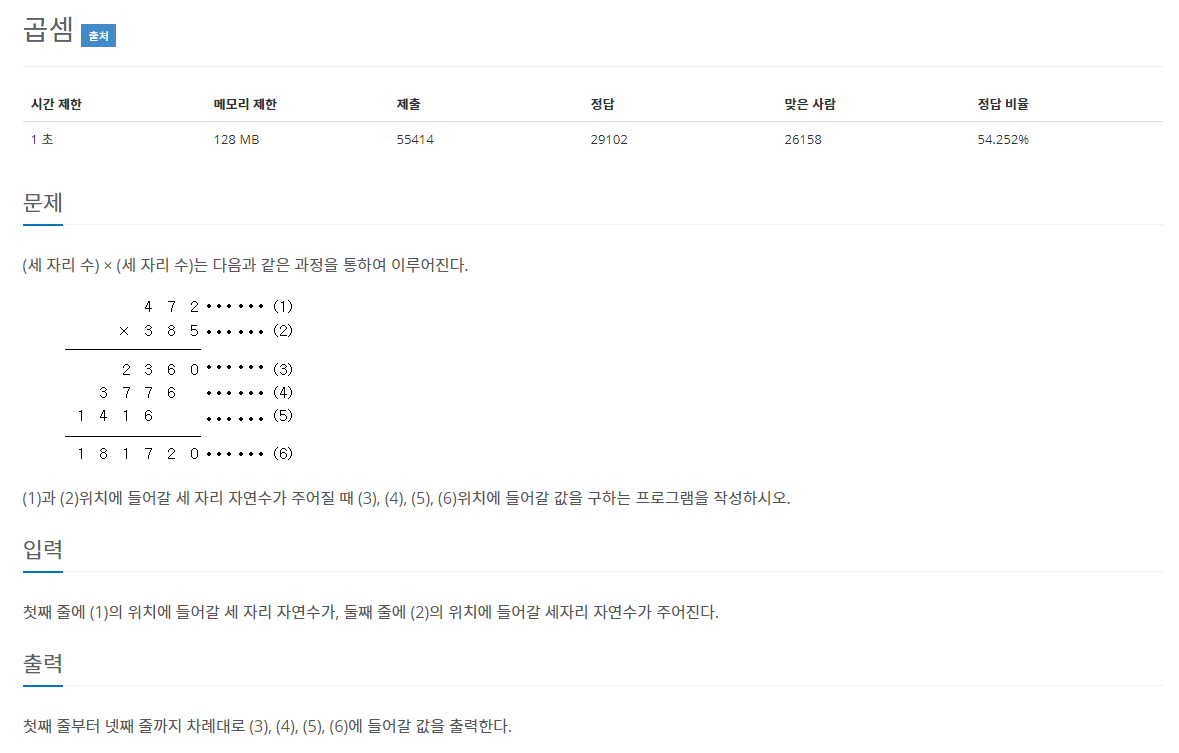 곱셈 출처
시간 제한 메모리 제한 제출 정답 맞은 사람 정답 비율
1 초 128 MB 55414 29102 26158 54.252%
문제
(세 자리 수) × (세 자리 수)는 다음과 같은 과정을 통하여 이루어진다.
4 7 2 •••••• (1)
× 3 8 5 •••••• (2)
2 3 6 0 •••••• (3)
3 7 7 6 •••••• (4)
1 4 1 6 •••••• (5)
1 8 1 7 2 0 •••••• (6)
(1)과 (2)위치에 들어갈 세 자리 자연수가 주어질 때 (3), (4), (5), (6)위치에 들어갈 값을 구하는 프로그램을 작성하시오.
입력
첫째 줄에 (1)의 위치에 들어갈 세 자리 자연수가, 둘째 줄에 (2)의 위치에 들어갈 세자리 자연수가 주어진다.
출력
첫째 줄부터 넷째 줄까지 차례대로 (3), (4), (5), (6)에 들어갈 값을 출력한다.